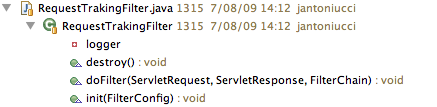 RequestTrakingFilter.java 1315 7/08/09 14:12 jantoniucci
RequestTrakingFilter 1315 7/08/09 14:12 jantoniucci
logger
destroy() : void
doFilter(ServletRequest, ServletResponse, FilterChain) : void
init(FilterConfig) : void